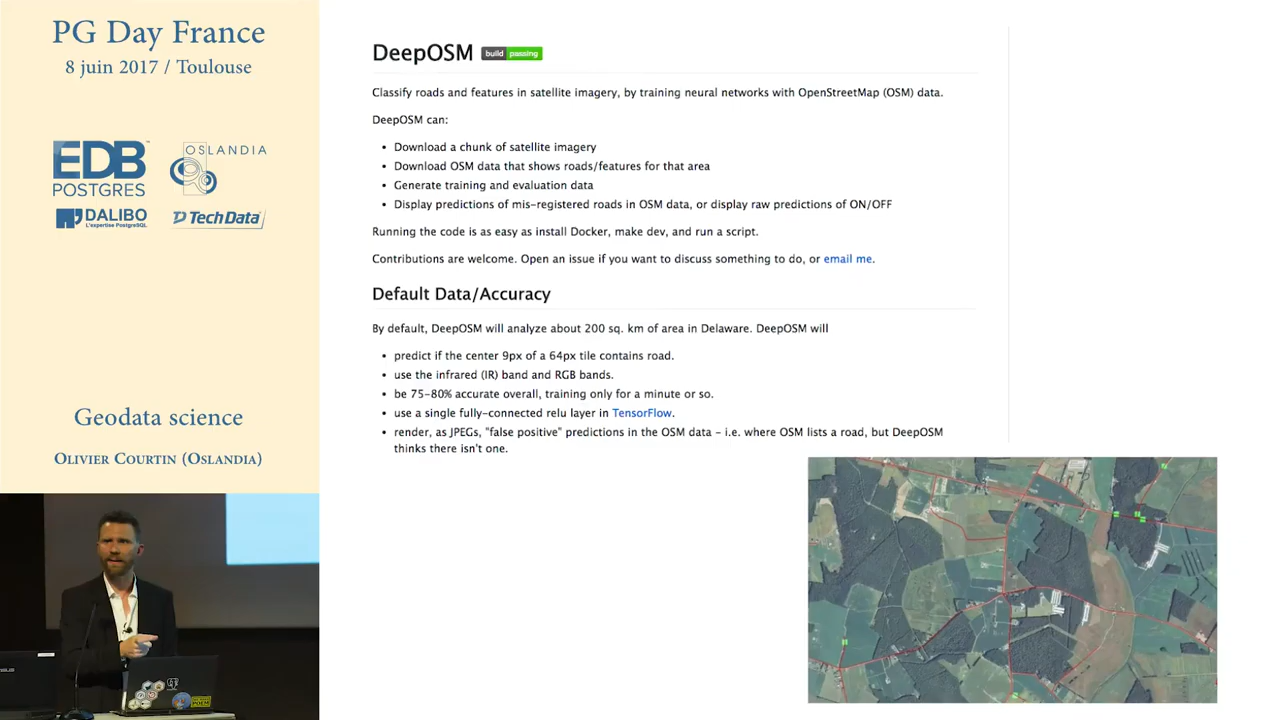 PG Day France
8 juin 2017 / Toulouse
EDB
POSTGRES
OSLANDIA
DALIBO
L'expertise PostgreSQL
Tech Data
Geodata science
OLIVIER COURTIN (OSLANDIA)
DeepOSM build passing
Classify roads and features in satellite imagery, by training neural networks with OpenStreetMap (OSM) data.
DeepOSM can:
• Download a chunk of satellite imagery
• Download OSM data that shows roads/features for that area
• Generate training and evaluation data
• Display predictions of mis-registered roads in OSM data, or display raw predictions of ON/OFF
Running the code is as easy as install Docker, make dev, and run a script.
Contributions are welcome. Open an issue if you want to discuss something to do, or email me.
Default Data/Accuracy
By default, DeepOSM will analyze about 200 sq. km of area in Delaware. DeepOSM will
• predict if the center 9px of a 64px tile contains road.
• use the infrared (IR) band and RGB bands.
• be 75-80% accurate overall, training only for a minute or so.
• use a single fully-connected relu layer in TensorFlow.
• render, as JPEGs, "false positive" predictions in the OSM data - i.e. where OSM lists a road, but DeepOSM
thinks there isn't one.